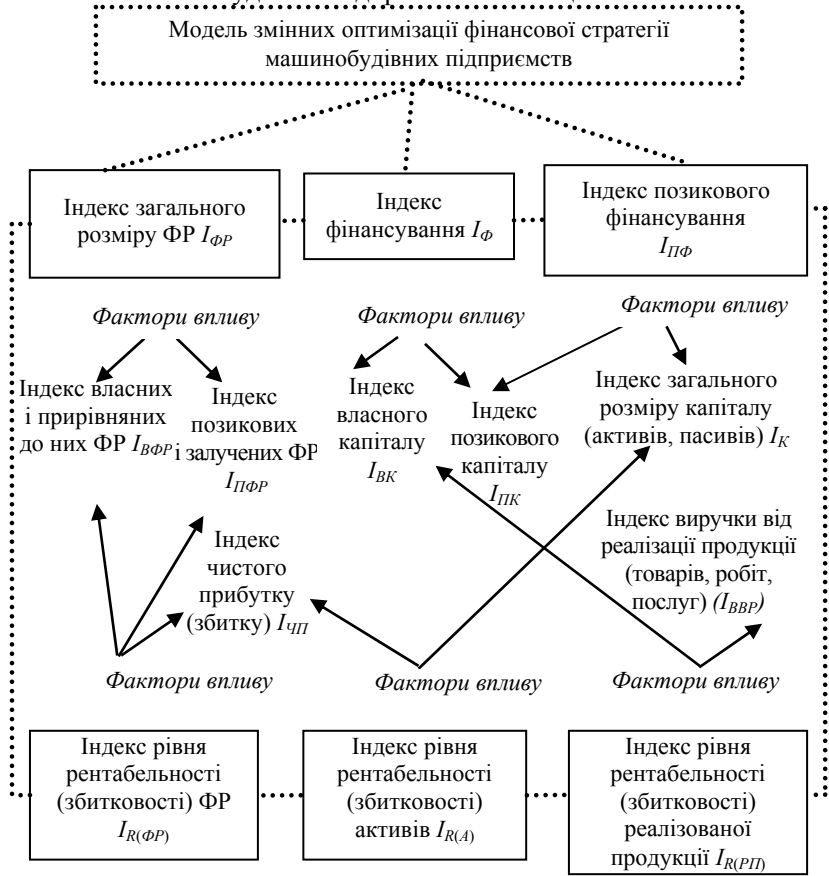 Модель змінних оптимізації фінансової стратегії
машинобудівних підприємств
Індекс загального
розміру ФР I_ФР
Індекс
фінансування I_Ф
Індекс позикового
фінансування
I_ПФ
Фактори впливу
Фактори впливу
Фактори впливу
Індекс власних
і прирівняних
до них ФР I_ВФР
Індекс
позикових
і залучених ФР
I_ПФР
Індекс
власного
капіталу
I_ВК
Індекс
позикового
капіталу
I_ПК
Індекс загального
розміру капіталу
(активів, пасивів) I_К
Індекс чистого
прибутку
(збитку) I_ЧП
Індекс виручки від
реалізації продукції
(товарів, робіт,
послуг) (I_ВВР)
Фактори впливу
Фактори впливу
Фактори впливу
Індекс рівня
рентабельності
(збитковості) ФР
I_R(ФР)
Індекс рівня
рентабельності
(збитковості)
активів I_R(А)
Індекс рівня
рентабельності
(збитковості)
реалізованої
продукції I_R(РП)